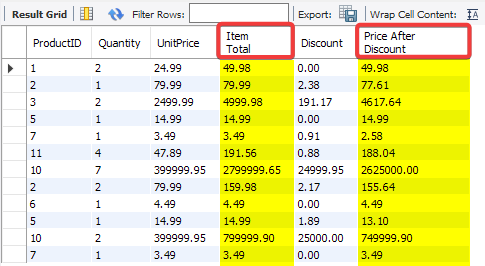 Result Grid Filter Rows: Export: Wrap Cell Content:
ProductID Quantity UnitPrice Item Total Discount Price After Discount
1 2 24.99 49.98 0.00 49.98
2 1 79.99 79.99 2.38 77.61
3 2 2499.99 4999.98 191.17 4617.64
5 1 14.99 14.99 0.00 14.99
7 1 3.49 3.49 0.91 2.58
11 4 47.89 191.56 0.88 188.04
10 7 399999.95 2799999.65 24999.95 2625000.00
2 2 79.99 159.98 2.17 155.64
6 1 4.49 4.49 0.00 4.49
5 1 14.99 14.99 1.89 13.10
10 2 399999.95 799999.90 25000.00 749999.90
7 1 3.49 3.49 0.00 3.49